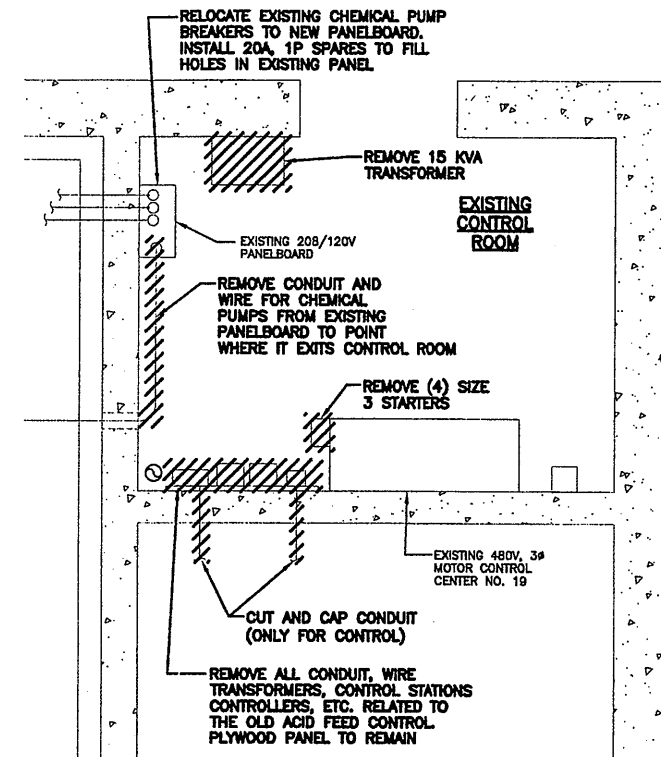 RELOCATE EXISTING CHEMICAL PUMP
BREAKERS TO NEW PANELBOARD.
INSTALL 20A, 1P SPARES TO FILL
HOLES IN EXISTING PANEL
REMOVE 15 KVA
TRANSFORMER
EXISTING
CONTROL
ROOM
EXISTING 208/120V
PANELBOARD
REMOVE CONDUIT AND
WIRE FOR CHEMICAL
PUMPS FROM EXISTING
PANELBOARD TO POINT
WHERE IT EXITS CONTROL ROOM
REMOVE (4) SIZE
3 STARTERS
EXISTING 480V, 3ø
MOTOR CONTROL
CENTER NO. 19
CUT AND CAP CONDUIT
(ONLY FOR CONTROL)
REMOVE ALL CONDUIT, WIRE
TRANSFORMERS, CONTROL STATIONS
CONTROLLERS, ETC. RELATED TO
THE OLD ACID FEED CONTROL.
PLYWOOD PANEL TO REMAIN